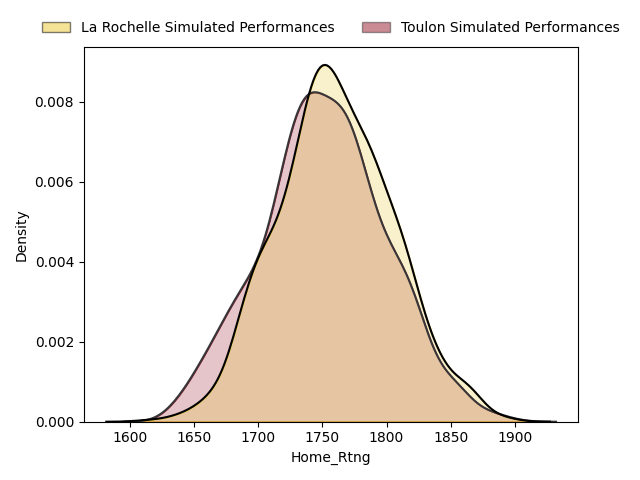 La Rochelle Simulated Performances
Toulon Simulated Performances
0.008
0.006
0.004
0.002
0.000
Density
1600 1650 1700 1750 1800 1850 1900
Home_Rtng